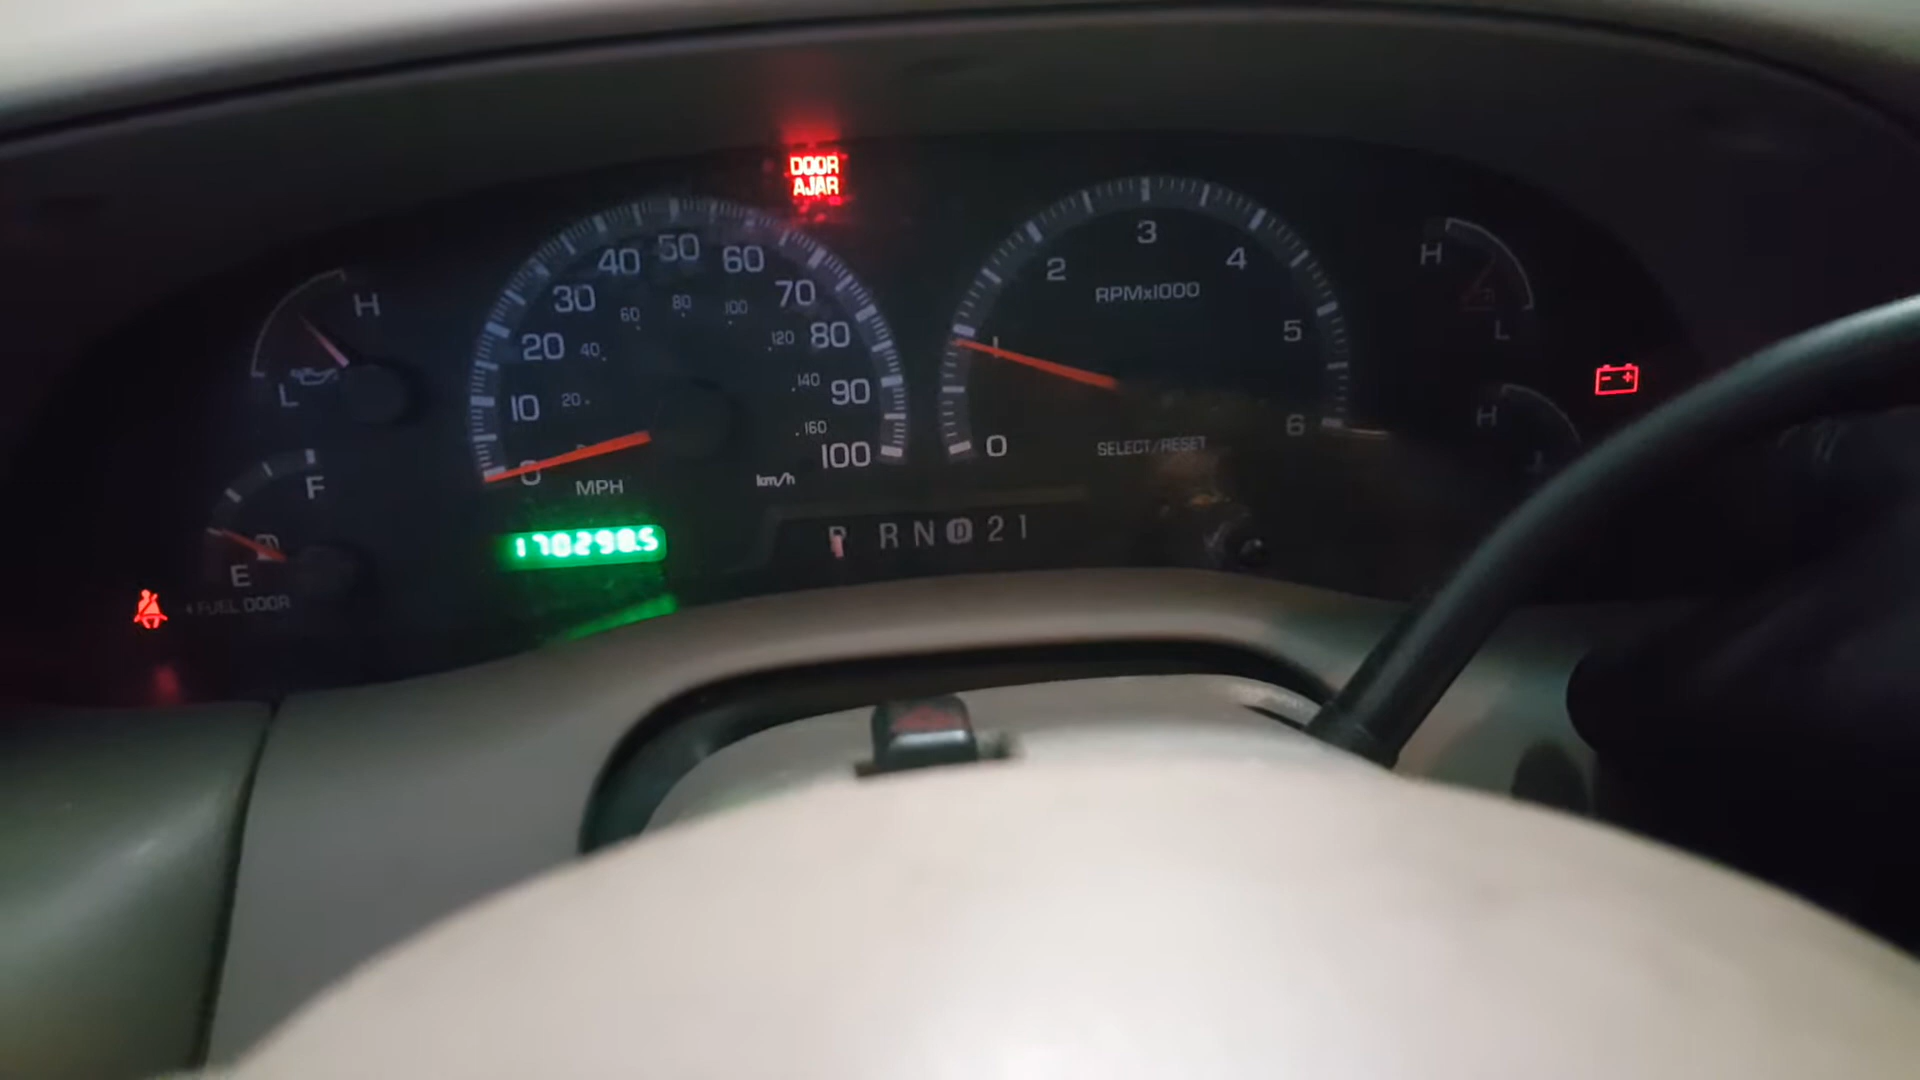 DOOR
AJAR
H
L
F
E
FUEL DOOR
0 10 20 30 40 50 60 70 80 90 100
20 40 60 80 100 120 140 160
MPH
km/h
170298.5
0 1 2 3 4 5 6
RPMx1000
SELECT/RESET
P R N D 2 1
H
L
H